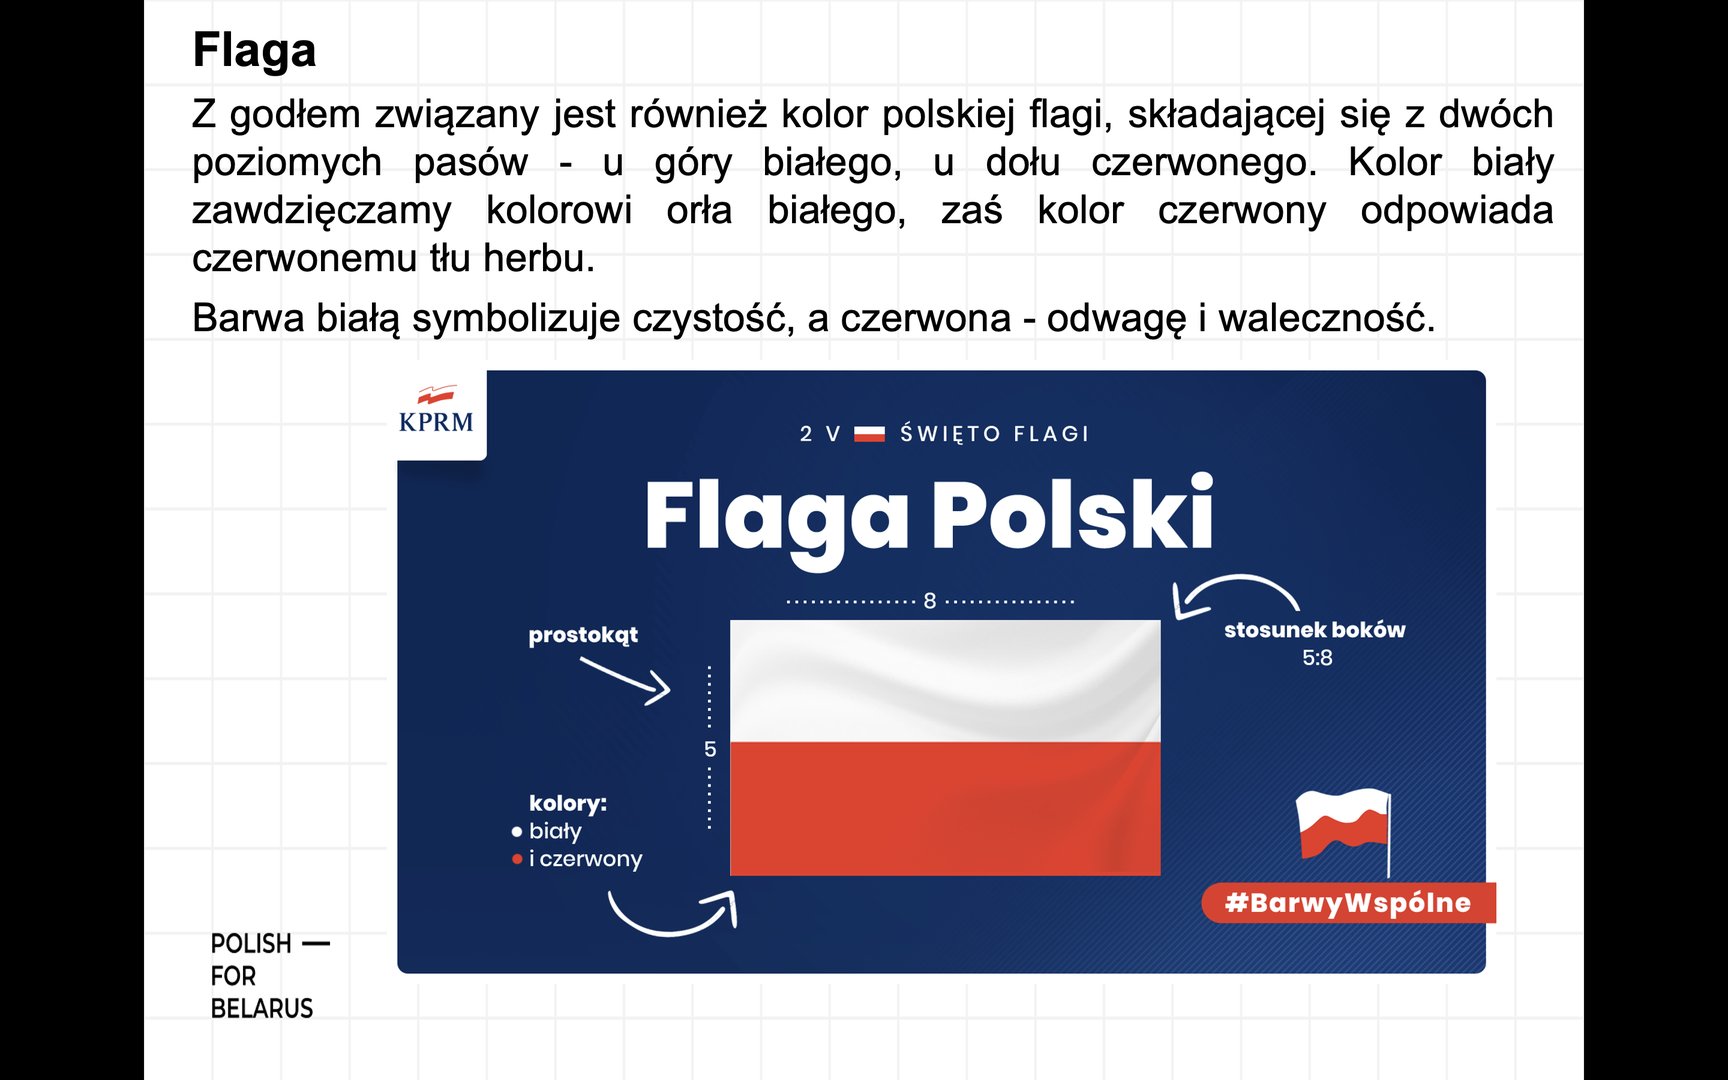 Flaga
Z godłem związany jest również kolor polskiej flagi, składającej się z dwóch
poziomych pasów - u góry białego, u dołu czerwonego. Kolor biały
zawdzięczamy kolorowi orła białego, zaś kolor czerwony odpowiada
czerwonemu tłu herbu.
Barwa białą symbolizuje czystość, a czerwona - odwagę i waleczność.
KPRM
2 V ŚWIĘTO FLAGI
Flaga Polski
8
prostokąt
stosunek boków
5:8
5
kolory:
biały
i czerwony
#BarwyWspólne
POLISH —
FOR
BELARUS